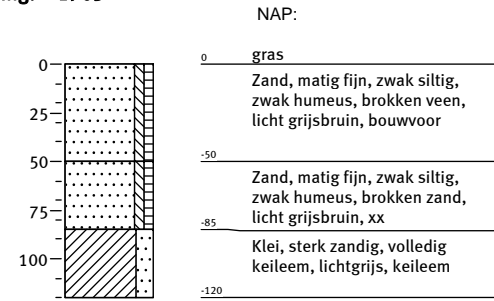 NAP:
0 gras
0
Zand, matig fijn, zwak siltig,
zwak humeus, brokken veen,
licht grijsbruin, bouwvoor
25
50
-50
Zand, matig fijn, zwak siltig,
zwak humeus, brokken zand,
licht grijsbruin, xx
75
-85
Klei, sterk zandig, volledig
keileem, lichtgrijs, keileem
100
-120